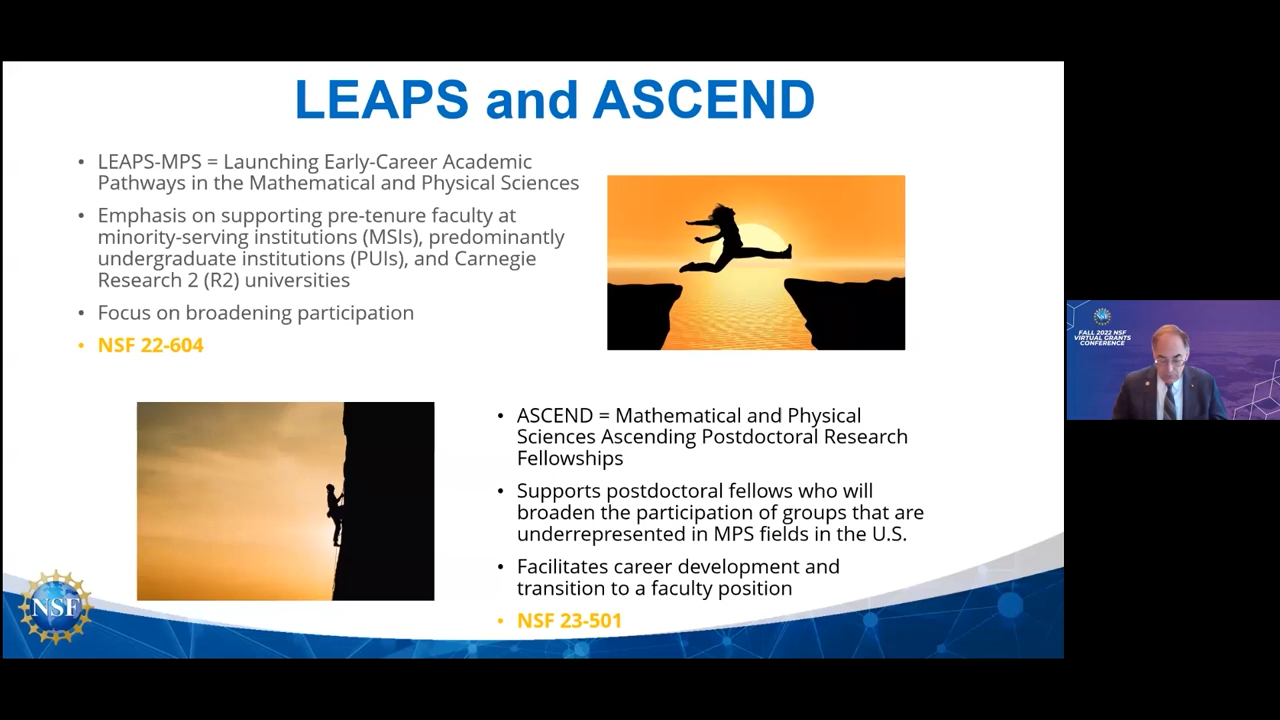 LEAPS and ASCEND
• LEAPS-MPS = Launching Early-Career Academic
Pathways in the Mathematical and Physical Sciences
• Emphasis on supporting pre-tenure faculty at
minority-serving institutions (MSIs), predominantly
undergraduate institutions (PUIs), and Carnegie
Research 2 (R2) universities
• Focus on broadening participation
• NSF 22-604
• ASCEND = Mathematical and Physical
Sciences Ascending Postdoctoral Research
Fellowships
• Supports postdoctoral fellows who will
broaden the participation of groups that are
underrepresented in MPS fields in the U.S.
• Facilitates career development and
transition to a faculty position
• NSF 23-501
NSF
NSF
FALL 2022 NSF
VIRTUAL GRANTS
CONFERENCE